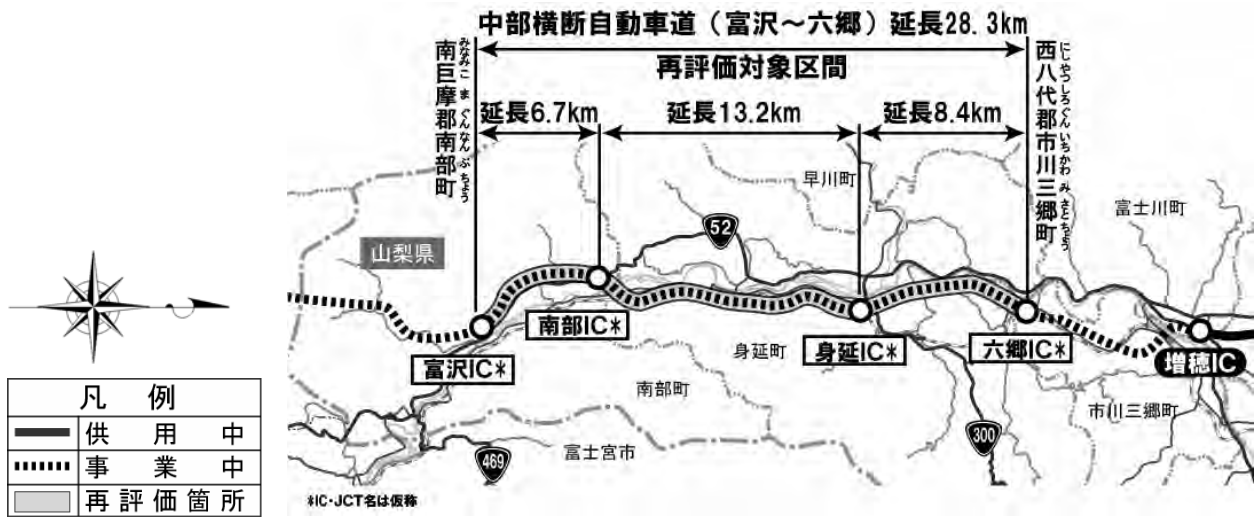 中部横断自動車道（富沢～六郷）延長28.3km
再評価対象区間
延長6.7km
延長13.2km
延長8.4km
南巨摩郡南部町
みなみこまぐんなんぶちょう
西八代郡市川三郷町
にしやつしろぐんいちかわみさとちょう
早川町
富士川町
山梨県
52
南部IC*
富沢IC*
身延町
身延IC*
六郷IC*
増穂IC
南部町
市川三郷町
富士宮市
469
300
*IC・JCT名は仮称
凡例
供用中
事業中
再評価箇所